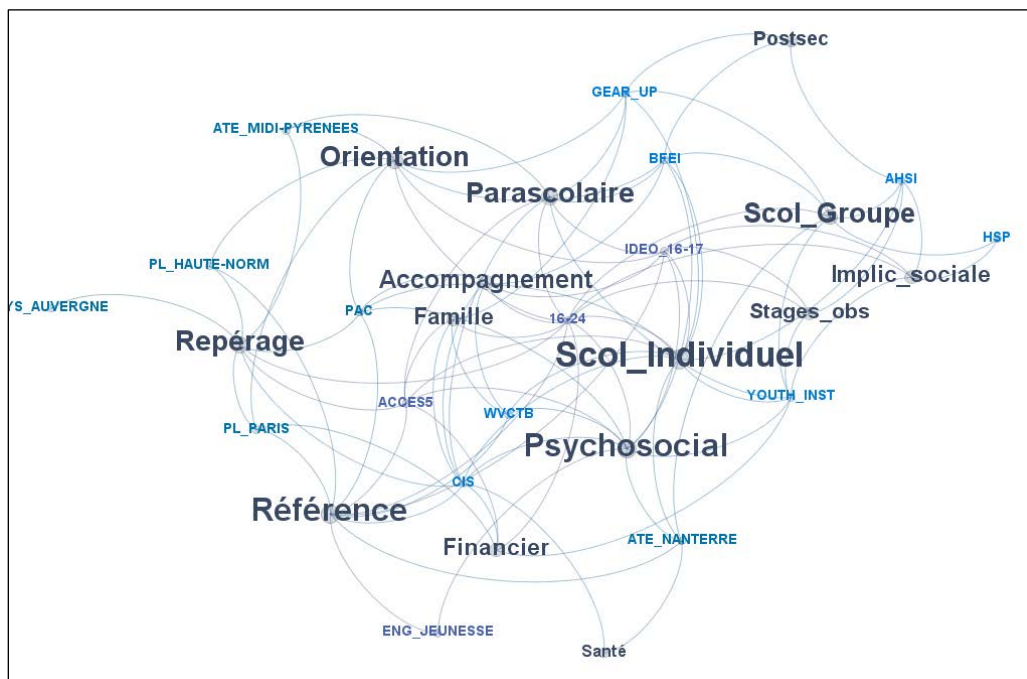 Postsec
GEAR_UP
ATE_MIDI-PYRENEES
Orientation
BFEI
Parascolaire
AHSI
Scol_Groupe
HSP
IDEO_16-17
PL_HAUTE-NORM
Accompagnement
Implic_sociale
YS_AUVERGNE
PAC
Famille
16-24
Stages_obs
Repérage
Scol_Individuel
YOUTH_INST
ACCES5
WVCTB
PL_PARIS
Psychosocial
CIS
Référence
Financier
ATE_NANTERRE
ENG_JEUNESSE
Santé